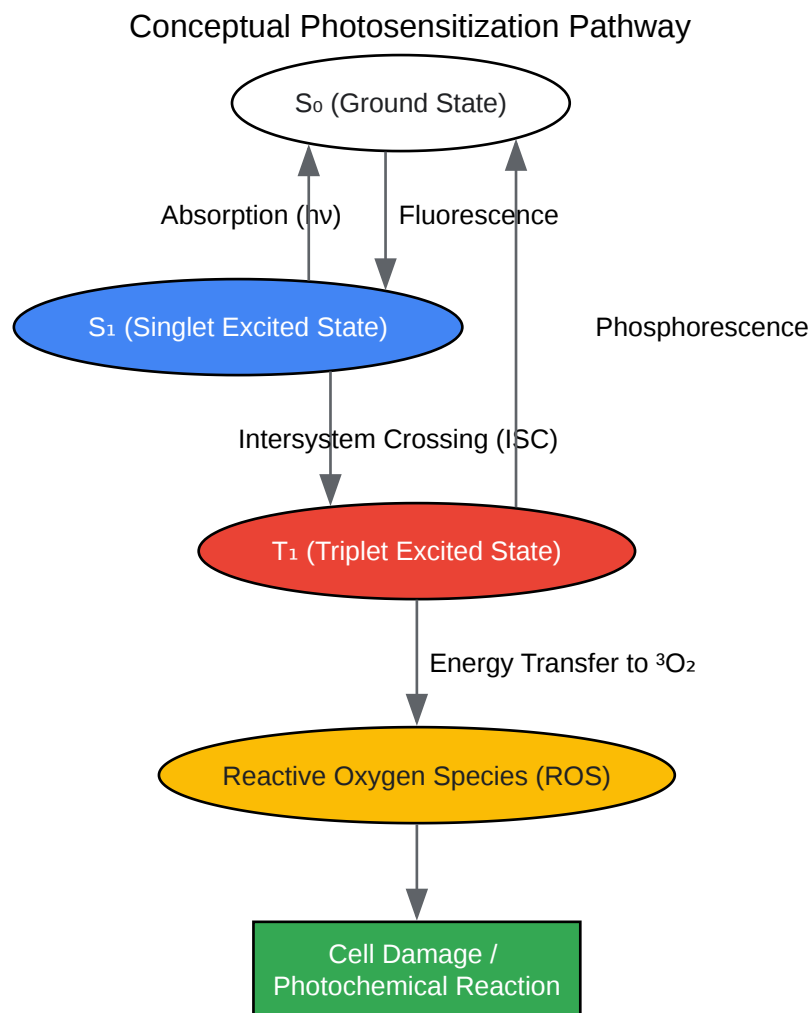 Conceptual Photosensitization Pathway
S₀ (Ground State)
Absorption (hν)
Fluorescence
S₁ (Singlet Excited State)
Phosphorescence
Intersystem Crossing (ISC)
T₁ (Triplet Excited State)
Energy Transfer to ³O₂
Reactive Oxygen Species (ROS)
Cell Damage /
Photochemical Reaction